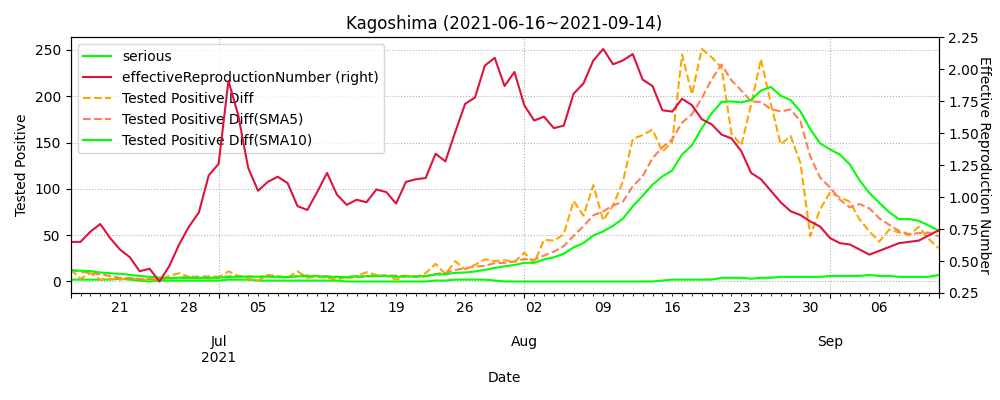 Kagoshima (2021-06-16~2021-09-14)
serious
effectiveReproductionNumber (right)
Tested Positive Diff
Tested Positive Diff(SMA5)
Tested Positive Diff(SMA10)
Tested Positive
250
200
150
100
50
0
Effective Reproduction Number
2.25
2.00
1.75
1.50
1.25
1.00
0.75
0.50
0.25
21 28 05 12 19 26 02 09 16 23 30 06
Jul Aug Sep
2021
Date